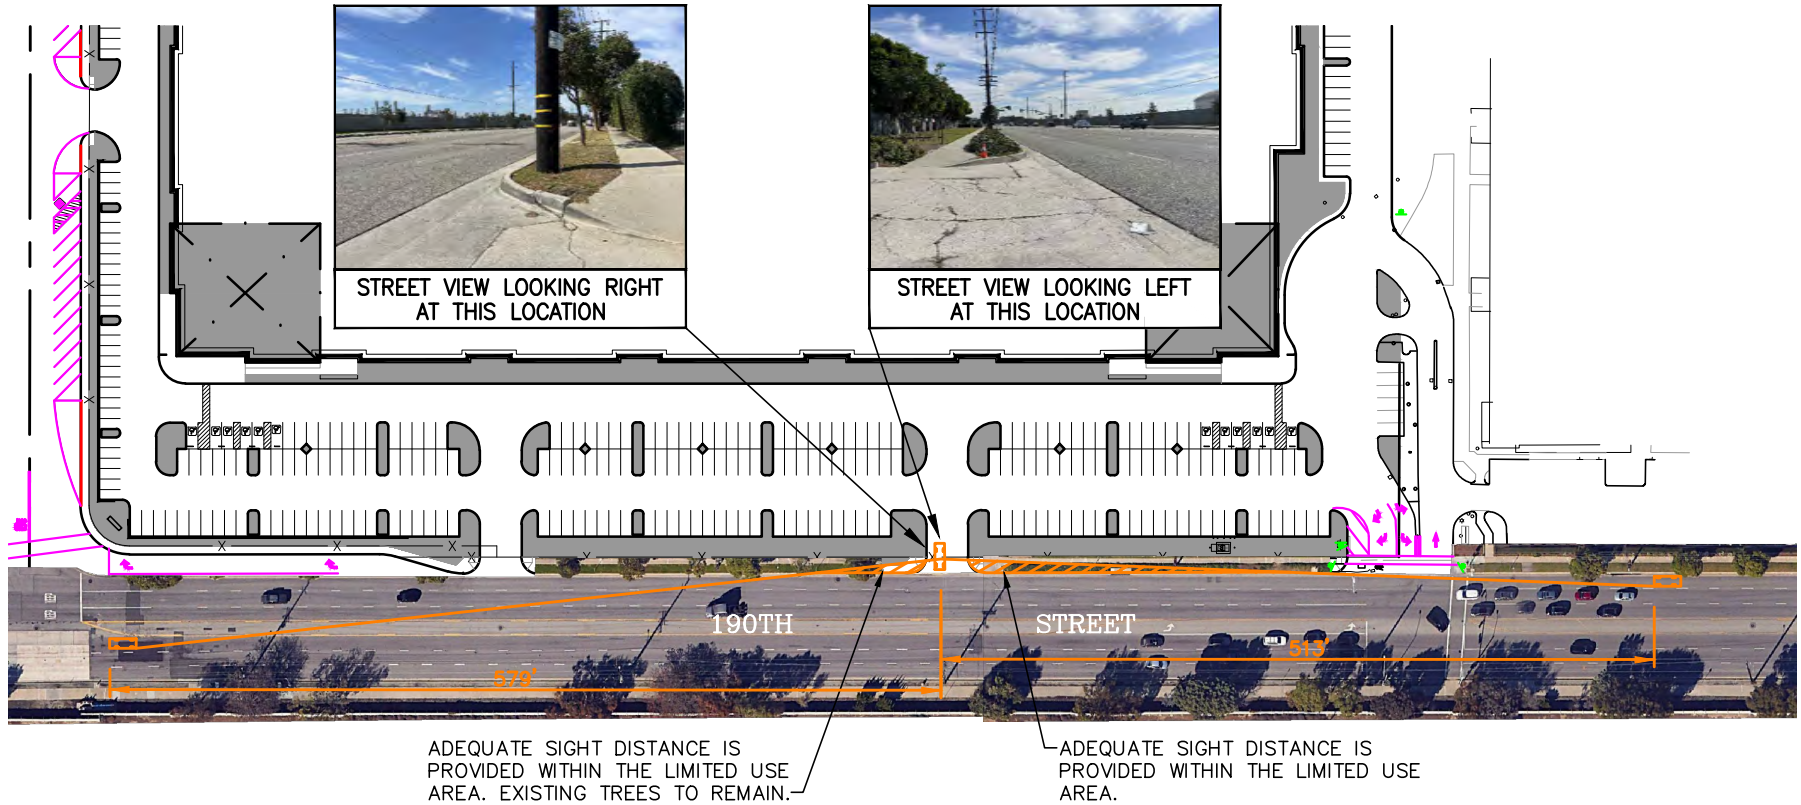 STREET VIEW LOOKING RIGHT
AT THIS LOCATION
STREET VIEW LOOKING LEFT
AT THIS LOCATION
190TH STREET
513'
579'
ADEQUATE SIGHT DISTANCE IS
PROVIDED WITHIN THE LIMITED USE
AREA. EXISTING TREES TO REMAIN.
ADEQUATE SIGHT DISTANCE IS
PROVIDED WITHIN THE LIMITED USE
AREA.